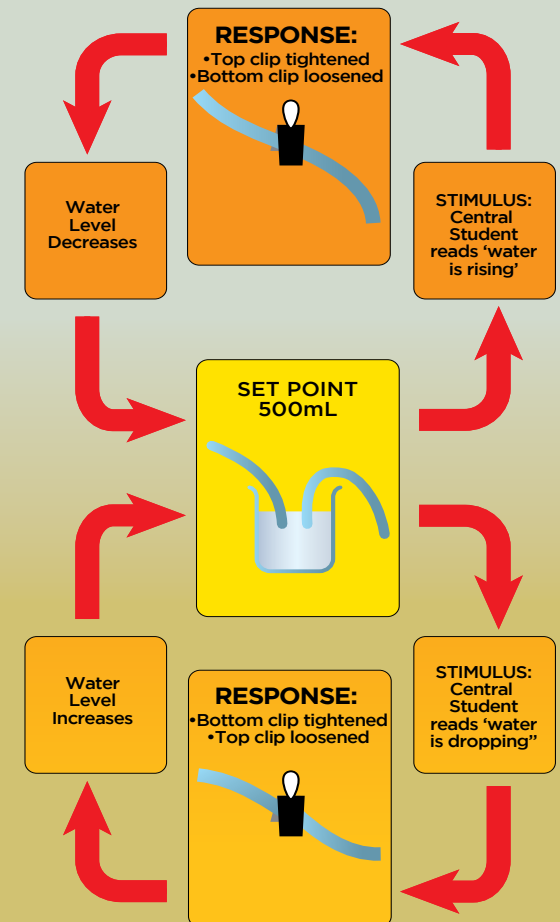 RESPONSE:
•Top clip tightened
•Bottom clip loosened
Water
Level
Decreases
STIMULUS:
Central
Student
reads ‘water
is rising’
SET POINT
500mL
Water
Level
Increases
RESPONSE:
•Bottom clip tightened
•Top clip loosened
STIMULUS:
Central
Student
reads ‘water
is dropping”